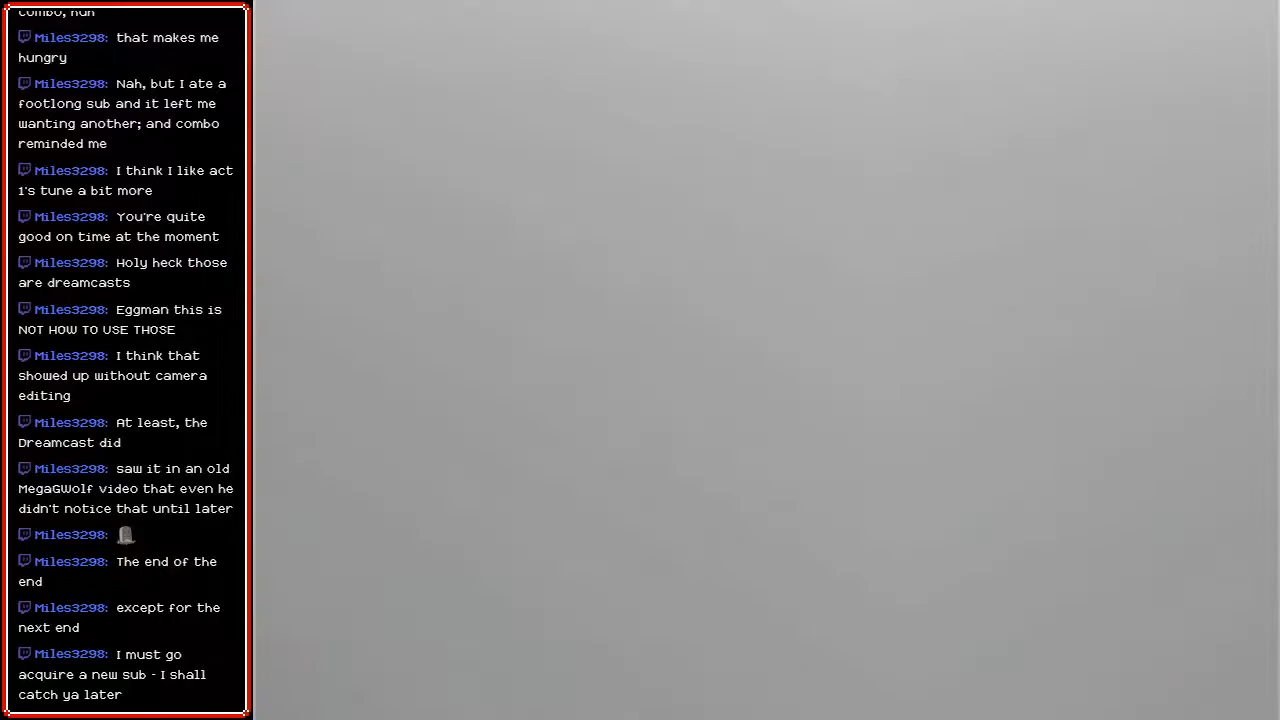 combo, huh
Miles3298: that makes me
hungry
Miles3298: Nah, but I ate a
footlong sub and it left me
wanting another; and combo
reminded me
Miles3298: I think I like act
1's tune a bit more
Miles3298: You're quite
good on time at the moment
Miles3298: Holy heck those
are dreamcasts
Miles3298: Eggman this is
NOT HOW TO USE THOSE
Miles3298: I think that
showed up without camera
editing
Miles3298: At least, the
Dreamcast did
Miles3298: saw it in an old
MegaGWolf video that even he
didn't notice that until later
Miles3298:
Miles3298: The end of the
end
Miles3298: except for the
next end
Miles3298: I must go
acquire a new sub - I shall
catch ya later